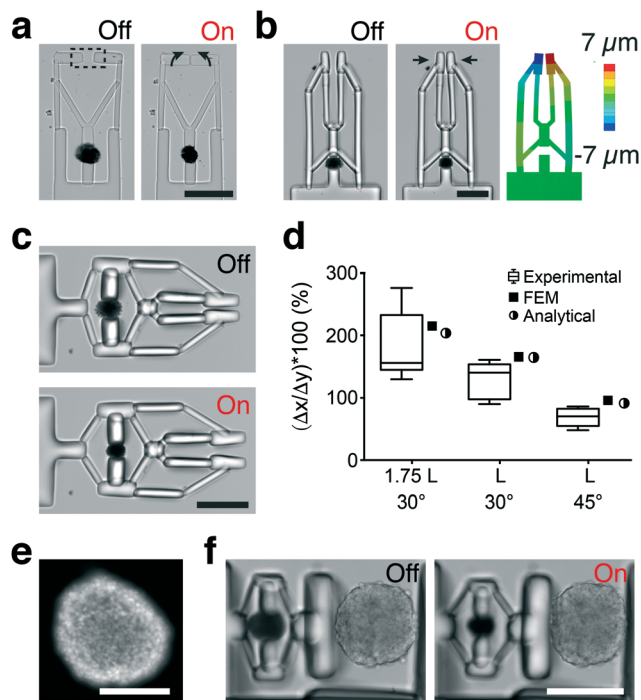 a
Off
On
b
Off
On
7 µm
-7 µm
c
Off
On
d
300
200
100
0
(Δx/Δy)*100 (%)
Experimental
FEM
Analytical
1.75 L
30°
L
30°
L
45°
e
f
Off
On